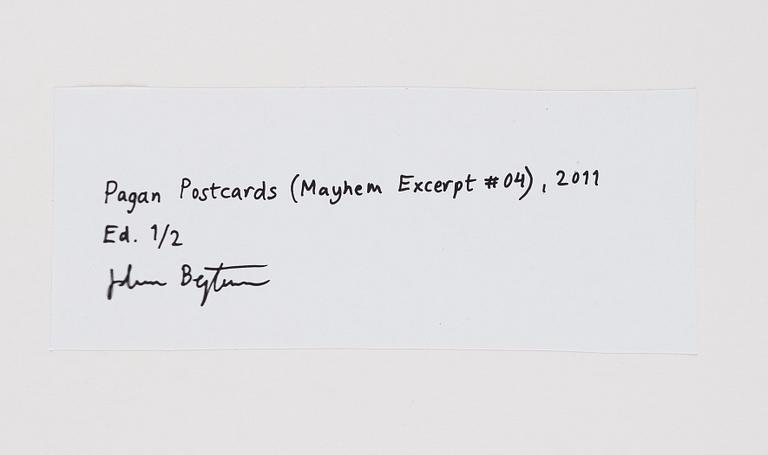 Pagan Postcards (Mayhem Excerpt #04), 2011
Ed. 1/2